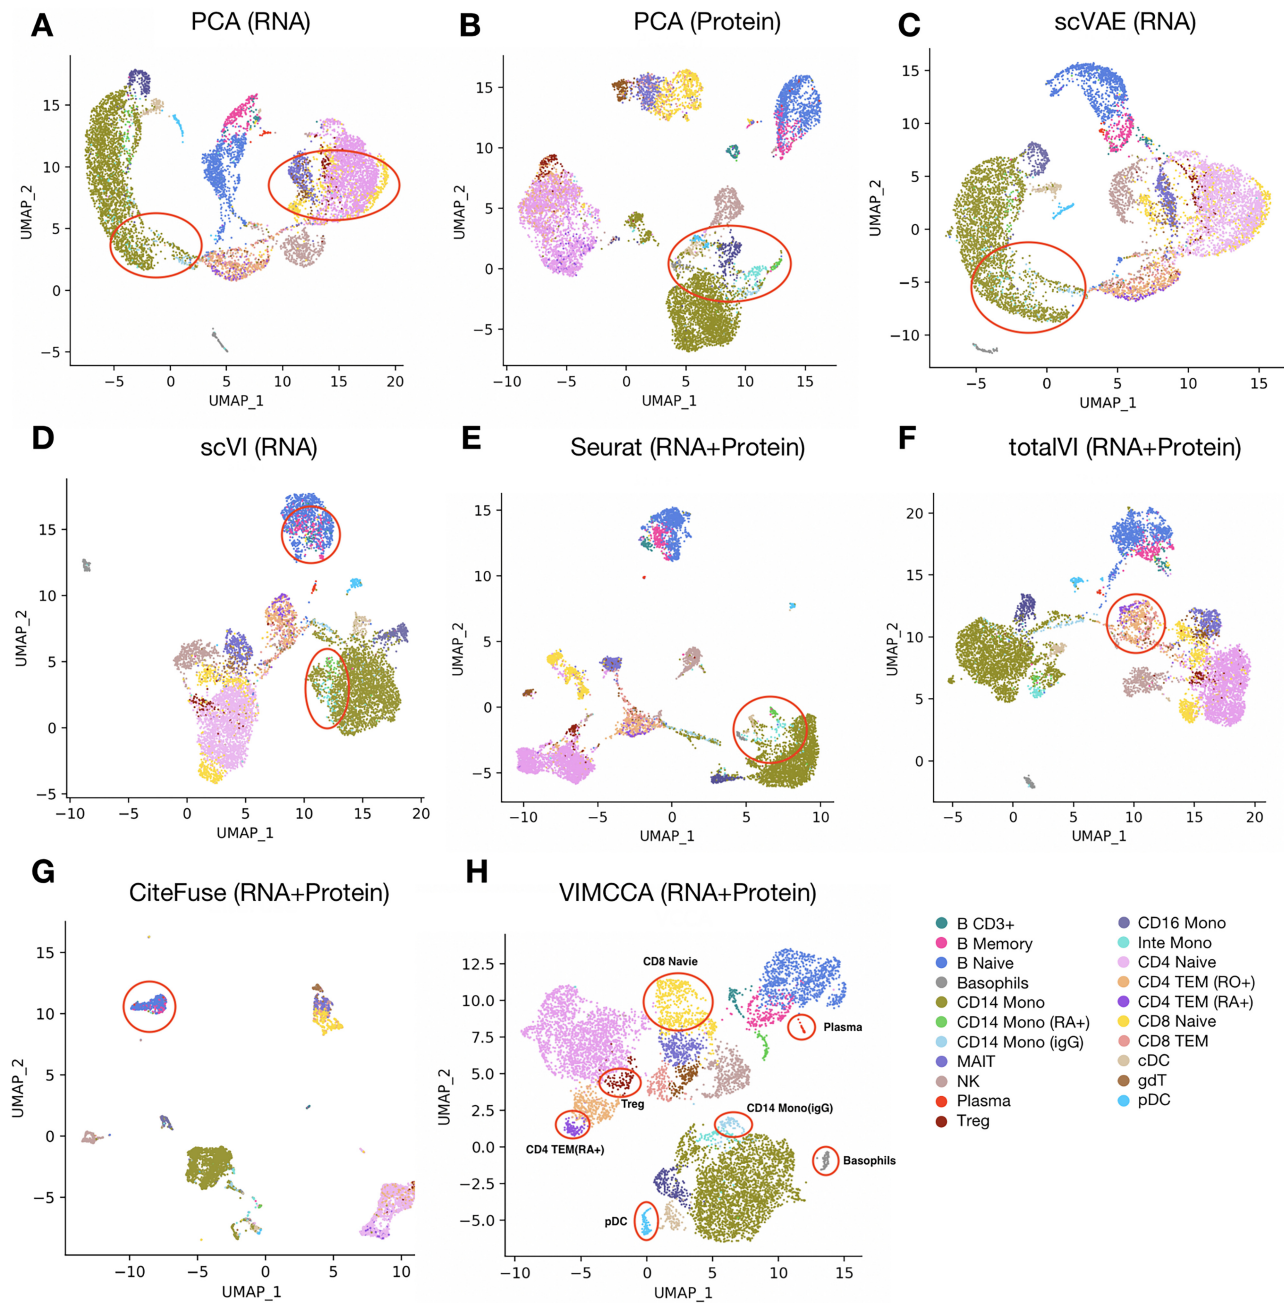 A
PCA (RNA)
UMAP_2
15
10
5
0
−5
−5
0
5
10
15
20
UMAP_1
B
PCA (Protein)
UMAP_2
15
10
5
0
−5
−10
−5
0
5
10
15
UMAP_1
C
scVAE (RNA)
UMAP_2
15
10
5
0
−5
−10
−5
0
5
10
15
UMAP_1
D
scVI (RNA)
UMAP_2
15
10
5
0
−5
−10
−5
0
5
10
15
20
UMAP_1
E
Seurat (RNA+Protein)
UMAP_2
15
10
5
0
−5
−10
−5
0
5
10
UMAP_1
F
totalVI (RNA+Protein)
UMAP_2
20
15
10
5
0
−5
0
5
10
15
20
UMAP_1
G
CiteFuse (RNA+Protein)
UMAP_2
15
10
5
0
−5
−10
−5
0
5
10
UMAP_1
H
VIMCCA (RNA+Protein)
UMAP_2
12.5
10.0
7.5
5.0
2.5
0.0
−2.5
−5.0
CD8 Navie
Plasma
Treg
CD14 Mono(igG)
CD4 TEM(RA+)
Basophils
pDC
−10
−5
0
5
10
15
UMAP_1
B CD3+
B Memory
B Naive
Basophils
CD14 Mono
CD14 Mono (RA+)
CD14 Mono (igG)
MAIT
NK
Plasma
Treg
CD16 Mono
Inte Mono
CD4 Naive
CD4 TEM (RO+)
CD4 TEM (RA+)
CD8 Naive
CD8 TEM
cDC
gdT
pDC